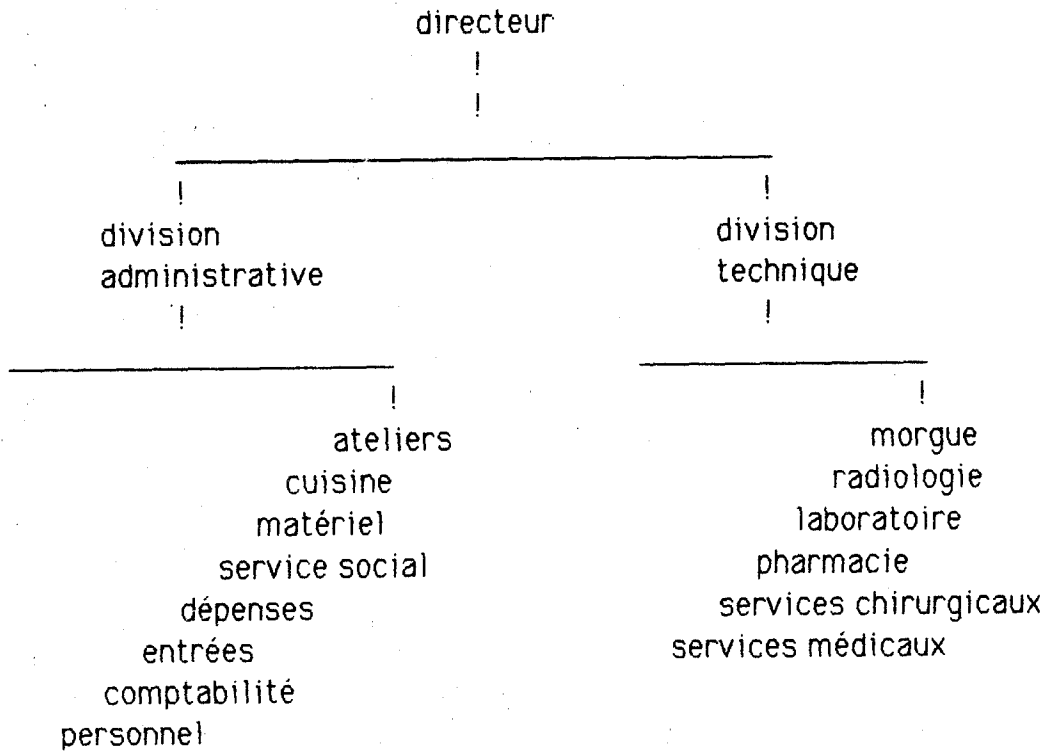 directeur
!
!
!
!
division
administrative
!
division
technique
!
!
ateliers
cuisine
matériel
service social
dépenses
entrées
comptabilité
personnel
!
morgue
radiologie
laboratoire
pharmacie
services chirurgicaux
services médicaux